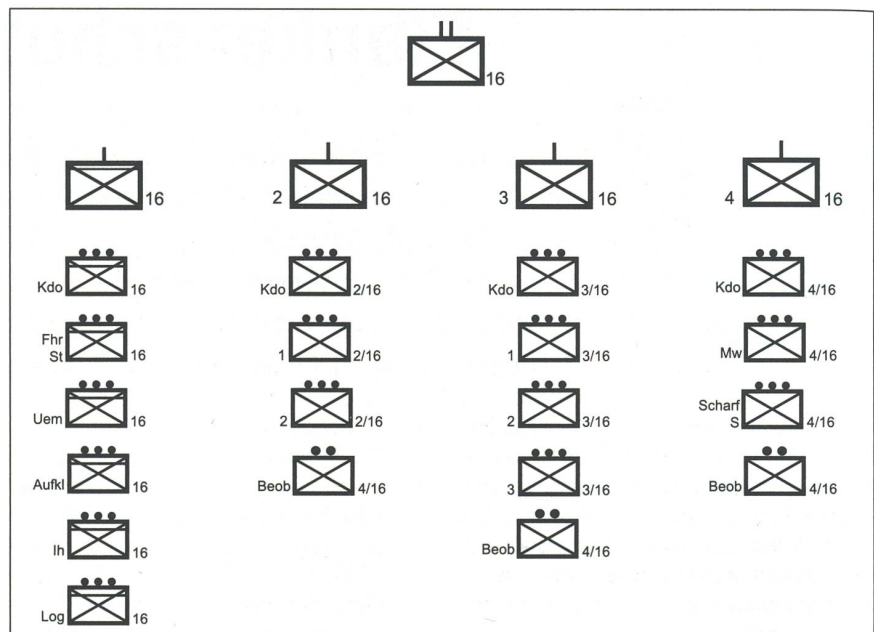 16
16
2 16
3 16
4 16
Kdo 16
Kdo 2/16
Kdo 3/16
Kdo 4/16
Fhr
St 16
1 2/16
1 3/16
Mw 4/16
Uem 16
2 2/16
2 3/16
Scharf
S 4/16
Aufkl 16
Beob 4/16
3 3/16
Beob 4/16
Ih 16
Beob 4/16
Log 16